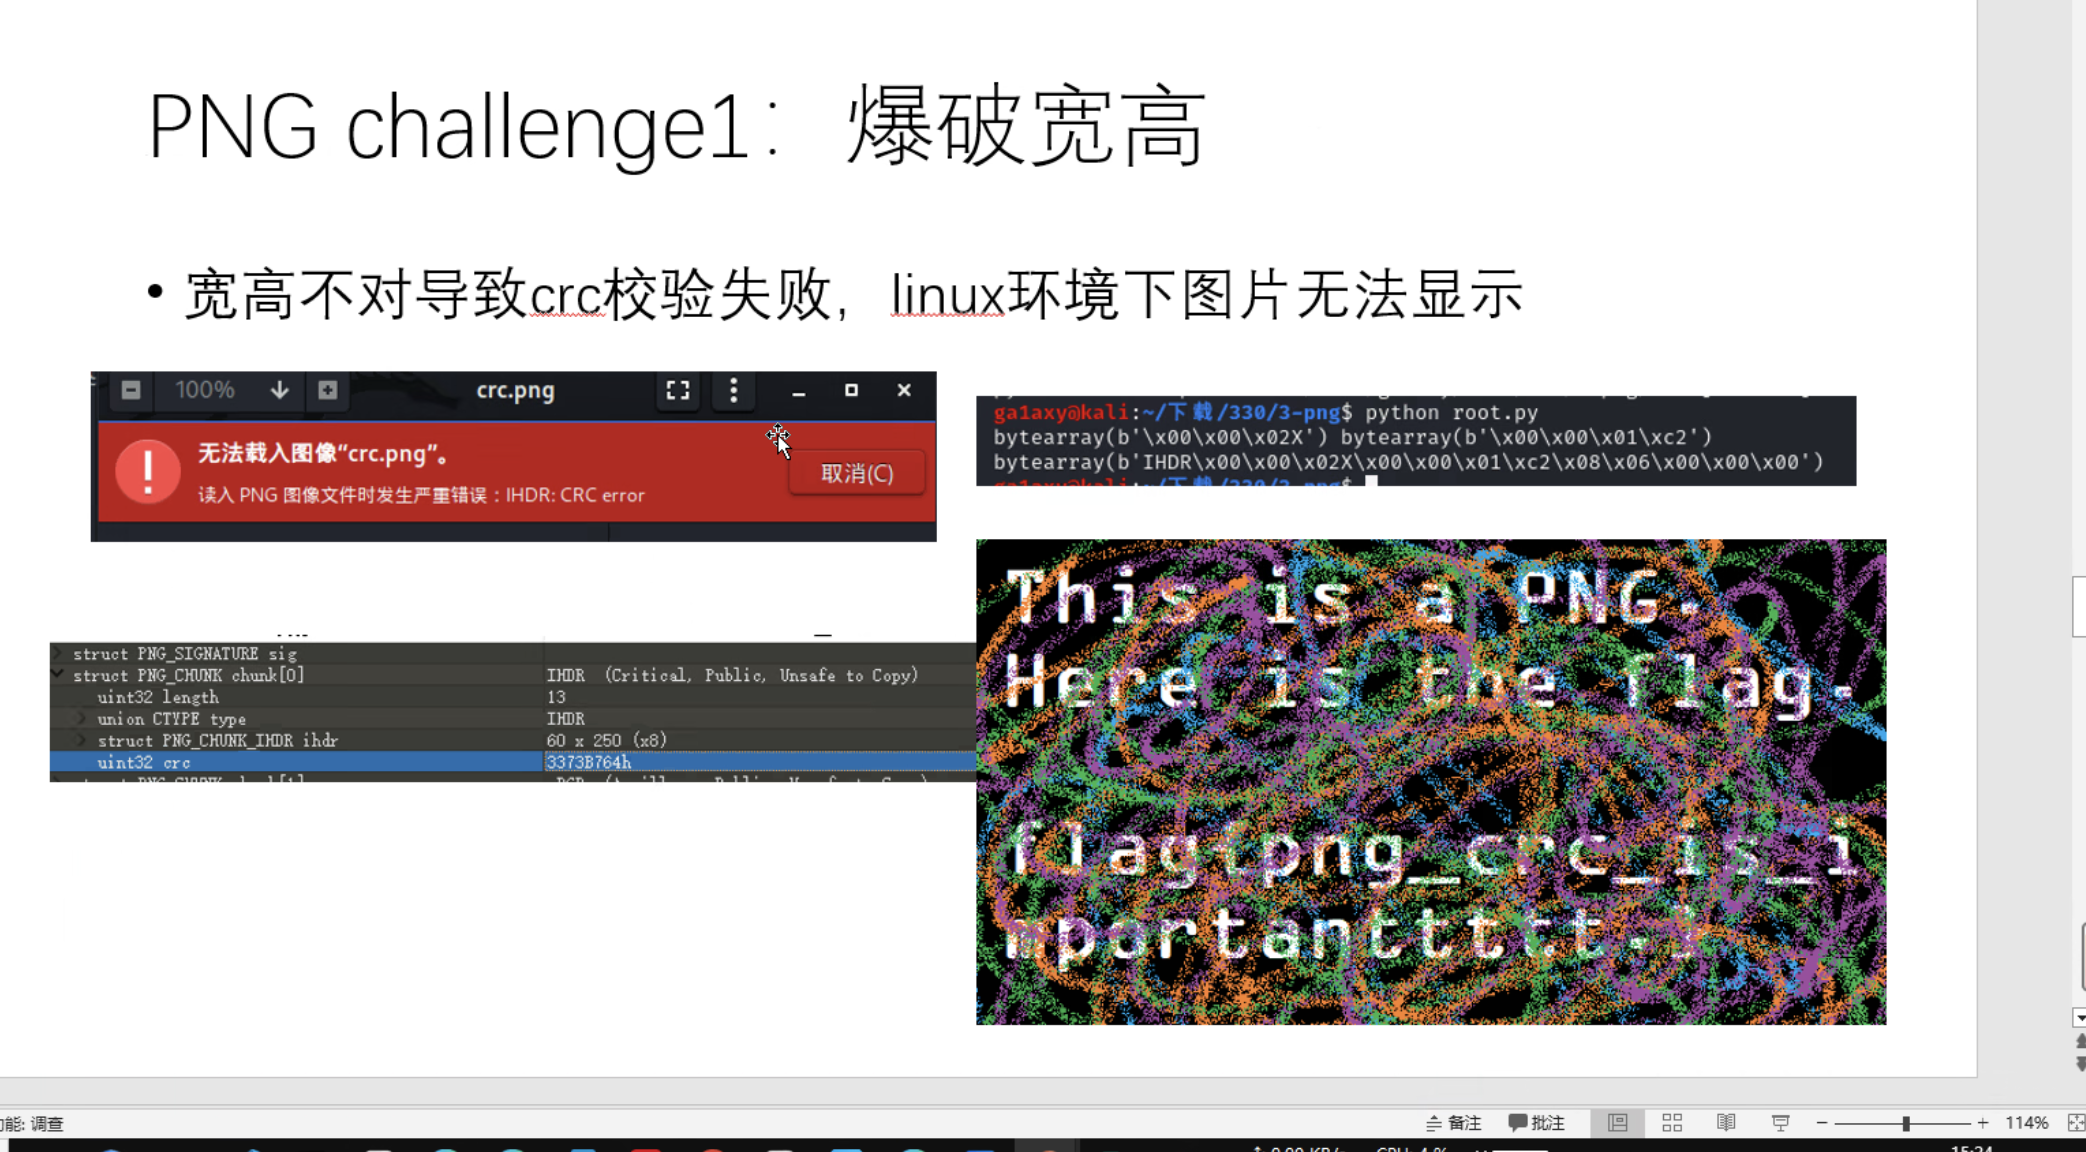 PNG challenge1：爆破宽高
• 宽高不对导致crc校验失败，linux环境下图片无法显示
100%
crc.png
无法载入图像“crc.png”。
读入 PNG 图像文件时发生严重错误：IHDR: CRC error
取消(C)
ga1axy@kali:~/下载/330/3-png$ python root.py
bytearray(b'\x00\x00\x02X') bytearray(b'\x00\x00\x01\xc2')
bytearray(b'IHDR\x00\x00\x02X\x00\x00\x01\xc2\x08\x06\x00\x00\x00')
struct PNG_SIGNATURE sig
struct PNG_CHUNK chunk[0] IHDR (Critical, Public, Unsafe to Copy)
uint32 length 13
union CTYPE type IHDR
struct PNG_CHUNK_IHDR ihdr 60 x 250 (x8)
uint32 crc 3373B764h
This is a PNG.
Here is the flag.
flag{png_crc_is_i
mportanttttt.}
功能: 调查
备注
批注
114%